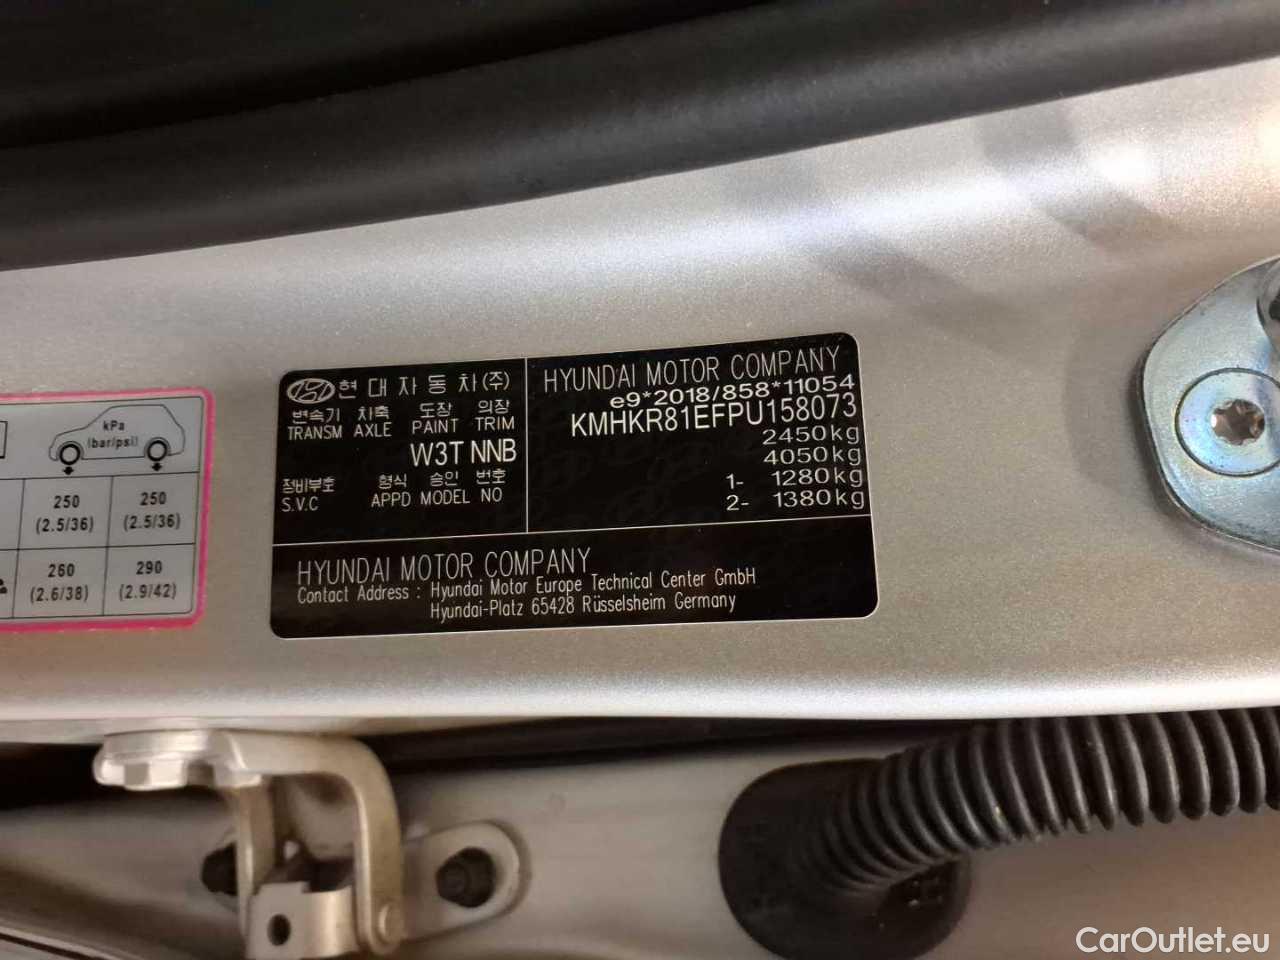 kPa
(bar/psi)
250 250
(2.5/36) (2.5/36)
260 290
(2.6/38) (2.9/42)
현대자동차(주)
변속기 차축 도장 의장
TRANSM AXLE PAINT TRIM
W3T NNB
정비부호 형식 승인 번호
S.V.C APPD MODEL NO
HYUNDAI MOTOR COMPANY
e9*2018/858*11054
KMHKR81EFPU158073
2450kg
4050kg
1- 1280kg
2- 1380kg
HYUNDAI MOTOR COMPANY
Contact Address : Hyundai Motor Europe Technical Center GmbH
Hyundai-Platz 65428 Rüsselsheim Germany
CarOutlet.eu